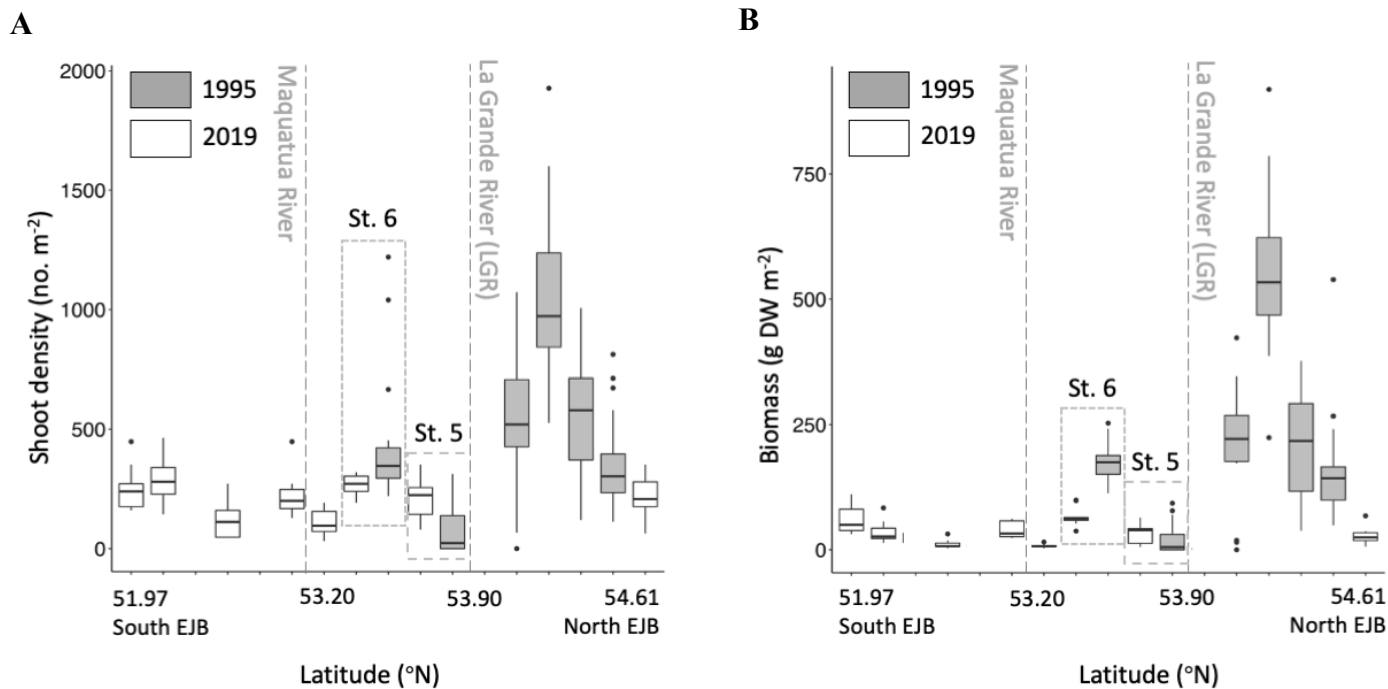 A
2000
1500
1000
500
0
Shoot density (no. m⁻²)
1995
2019
Maquatua River
La Grande River (LGR)
St. 6
St. 5
51.97
53.20
53.90
54.61
South EJB
North EJB
Latitude (°N)
B
750
500
250
0
Biomass (g DW m⁻²)
1995
2019
Maquatua River
La Grande River (LGR)
St. 6
St. 5
51.97
53.20
53.90
54.61
South EJB
North EJB
Latitude (°N)